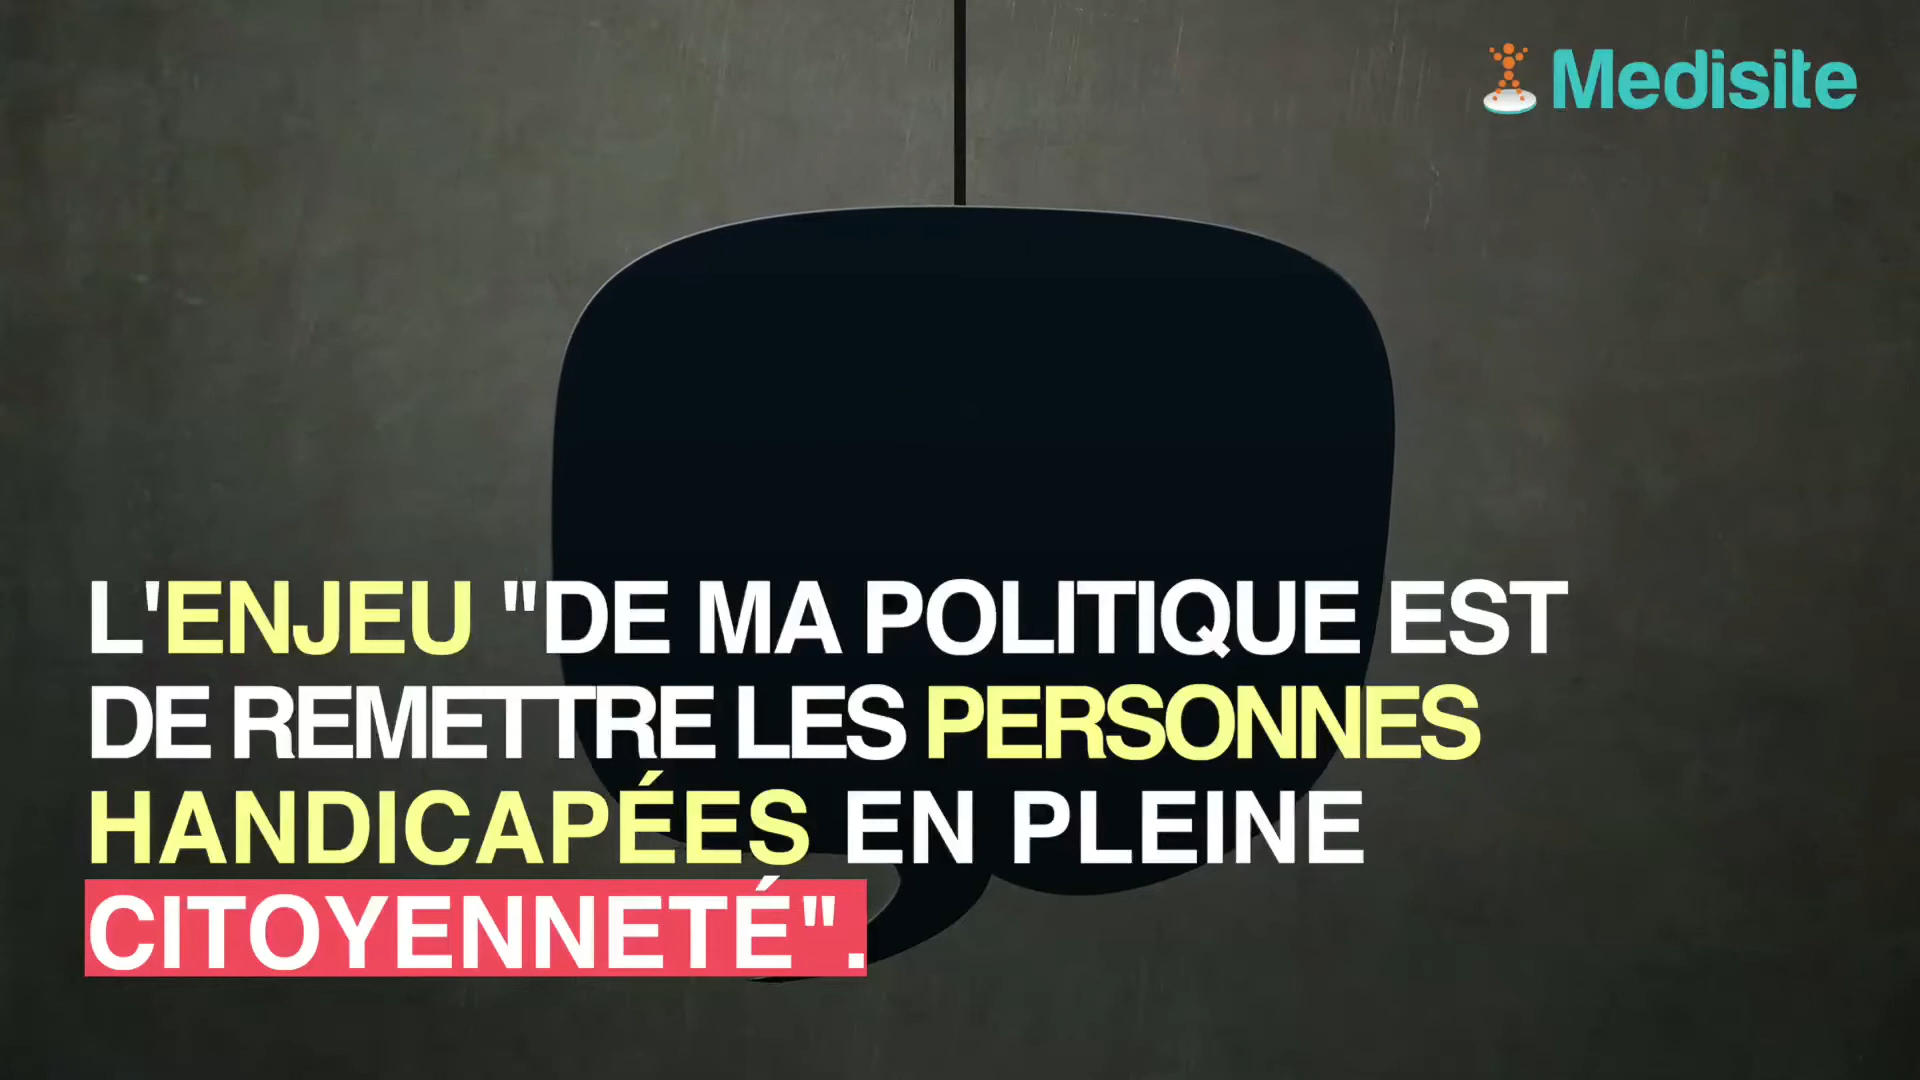 Medisite
L'ENJEU "DE MA POLITIQUE EST
DE REMETTRE LES PERSONNES
HANDICAPÉES EN PLEINE
CITOYENNETÉ".